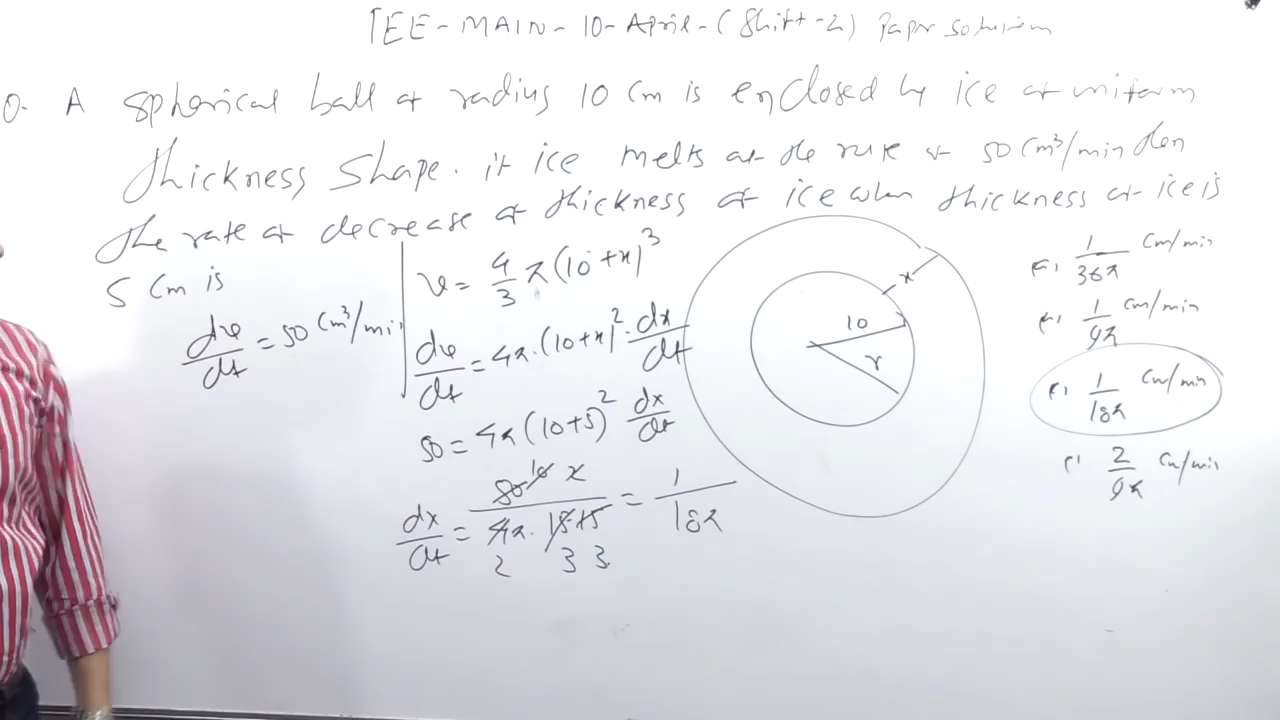 JEE-MAIN-10-April-(Shift-2) Paper solution
Q. A spherical ball of radius 10 cm is enclosed by ice of uniform
thickness shape. if ice melts at the rate of 50 cm³/min then
the rate of decrease of thickness of ice when thickness of ice is
5 cm is
dv/dt = 50 cm³/min
v = 4/3 π(10+x)³
dv/dt = 4π.(10+x)².dx/dt
50 = 4π(10+5)² dx/dt
dx/dt = 50 10 / 4π. 15 15 = 1/18π
2 3 3
x
10
r
1/36π cm/min
1/9π cm/min
1/18π cm/min
2/9π cm/min